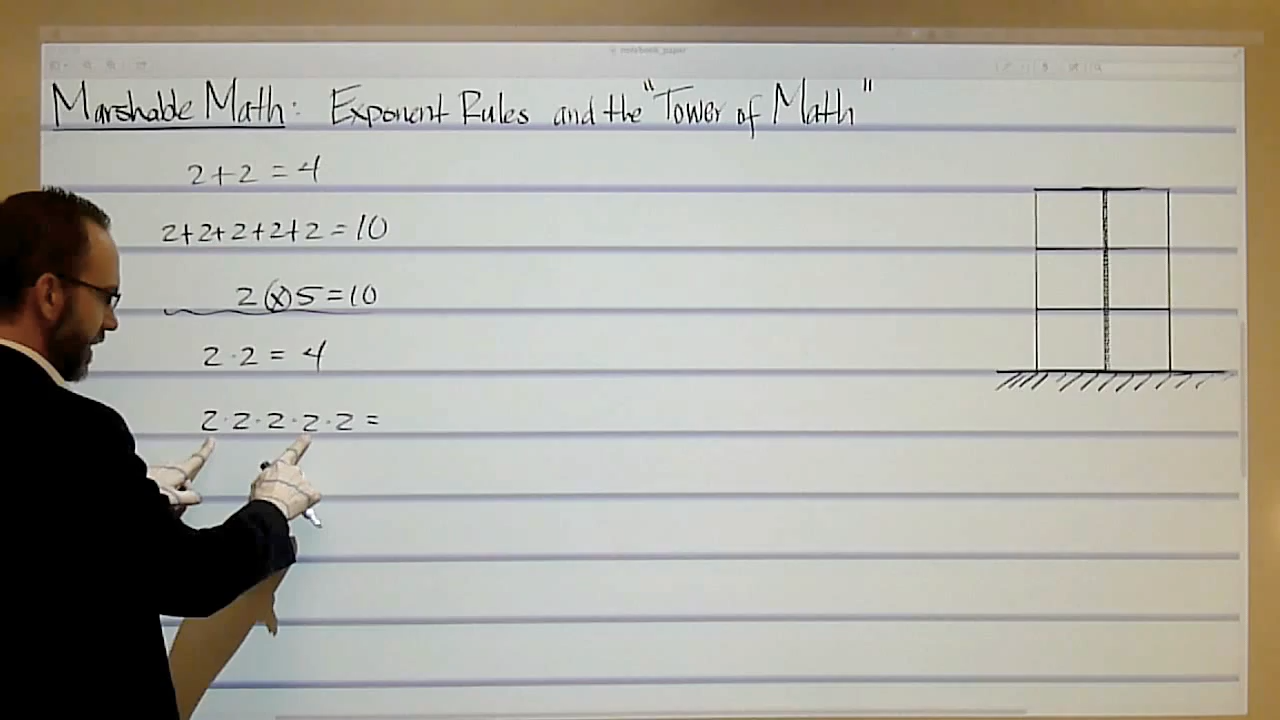 notebook_paper
Marshable Math: Exponent Rules and the "Tower of Math"
2+2=4
2+2+2+2+2=10
2(x)5=10
2·2=4
2·2·2·2·2=